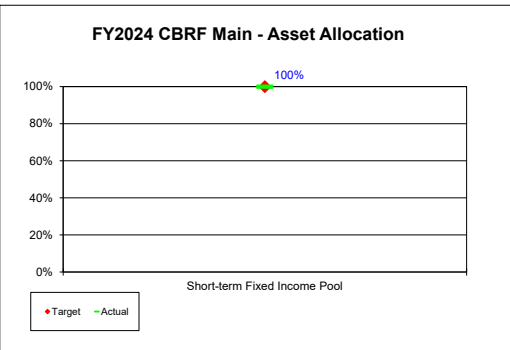 FY2024 CBRF Main - Asset Allocation
100%
100%
80%
60%
40%
20%
0%
Short-term Fixed Income Pool
Target Actual